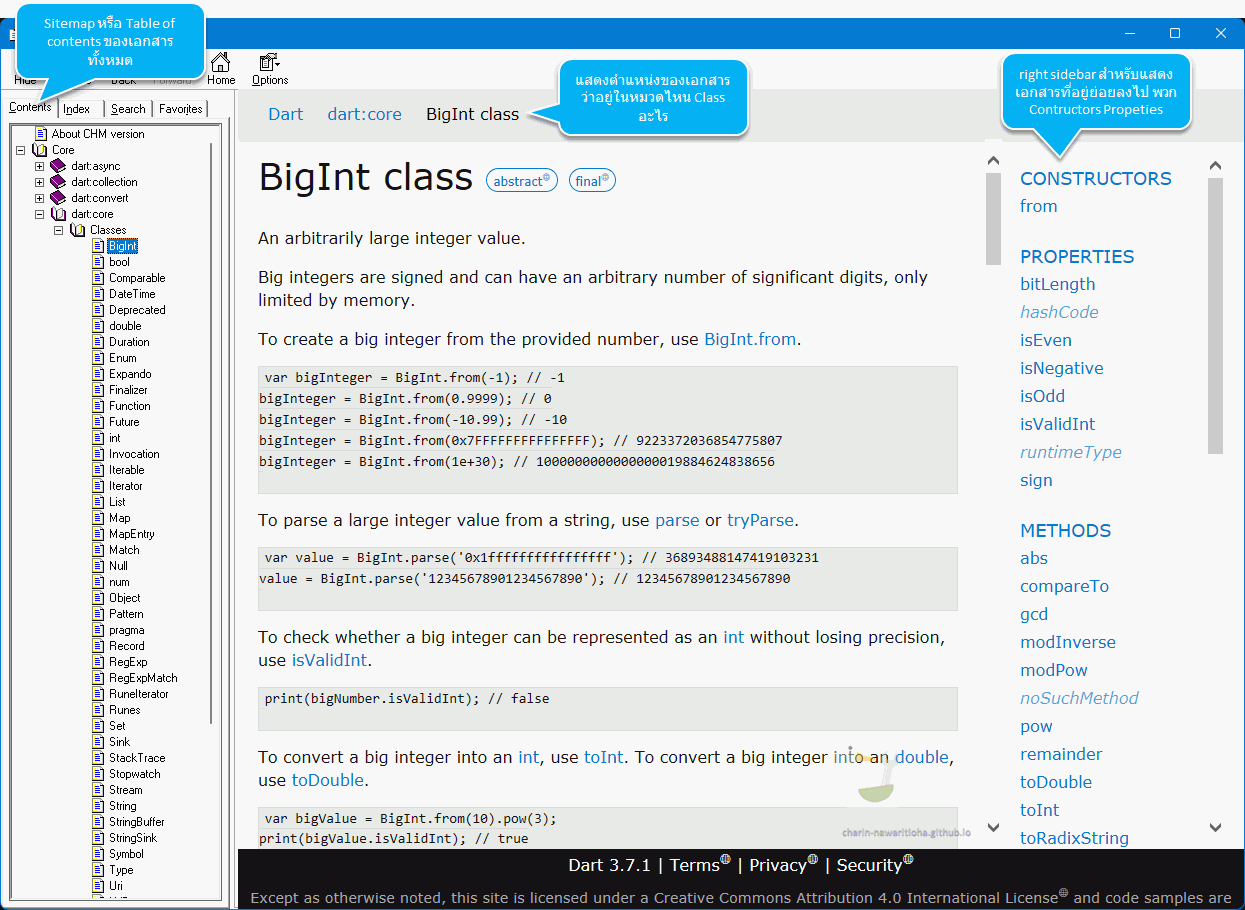 Sitemap หรือ Table of
contents ของเอกสาร
ทั้งหมด
Hide
Back
Forward
Home
Options
แสดงตำแหน่งของเอกสาร
ว่าอยู่ในหมวดไหน Class
อะไร
right sidebar สำหรับแสดง
เอกสารที่อยู่ย่อยลงไป พวก
Contructors Propeties
Contents
Index
Search
Favorites
About CHM version
Core
dart:async
dart:collection
dart:convert
dart:core
Classes
BigInt
bool
Comparable
DateTime
Deprecated
double
Duration
Enum
Expando
Finalizer
Function
Future
int
Invocation
Iterable
Iterator
List
Map
MapEntry
Match
Null
num
Object
Pattern
pragma
Record
RegExp
RegExpMatch
RuneIterator
Runes
Set
Sink
StackTrace
Stopwatch
Stream
String
StringBuffer
StringSink
Symbol
Type
Uri
Dart dart:core BigInt class
BigInt class abstract final
An arbitrarily large integer value.
Big integers are signed and can have an arbitrary number of significant digits, only
limited by memory.
To create a big integer from the provided number, use BigInt.from.
var bigInteger = BigInt.from(-1); // -1
bigInteger = BigInt.from(0.9999); // 0
bigInteger = BigInt.from(-10.99); // -10
bigInteger = BigInt.from(0x7FFFFFFFFFFFFFFF); // 9223372036854775807
bigInteger = BigInt.from(1e+30); // 1000000000000000019884624838656
To parse a large integer value from a string, use parse or tryParse.
var value = BigInt.parse('0x1ffffffffffffffff'); // 36893488147419103231
value = BigInt.parse('12345678901234567890'); // 12345678901234567890
To check whether a big integer can be represented as an int without losing precision,
use isValidInt.
print(bigNumber.isValidInt); // false
To convert a big integer into an int, use toInt. To convert a big integer into an double,
use toDouble.
var bigValue = BigInt.from(10).pow(3);
print(bigValue.isValidInt); // true
charin-nawaritloha.github.io
CONSTRUCTORS
from
PROPERTIES
bitLength
hashCode
isEven
isNegative
isOdd
isValidInt
runtimeType
sign
METHODS
abs
compareTo
gcd
modInverse
modPow
noSuchMethod
pow
remainder
toDouble
toInt
toRadixString
Dart 3.7.1 | Terms | Privacy | Security
Except as otherwise noted, this site is licensed under a Creative Commons Attribution 4.0 International License and code samples are